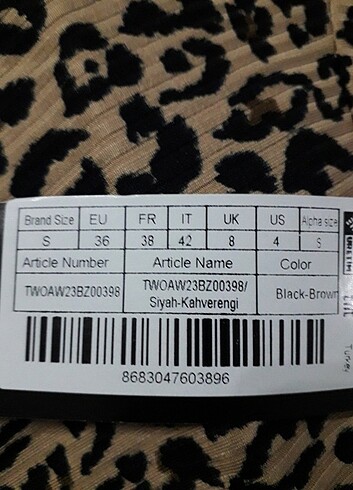 Brand Size EU FR IT UK US Alpha size
S 36 38 42 8 4 S
Article Number Article Name Color
TWOAW23BZ00398 TWOAW23BZ00398/ Black-Brown
Siyah-Kahverengi
8683047603896
Turkey